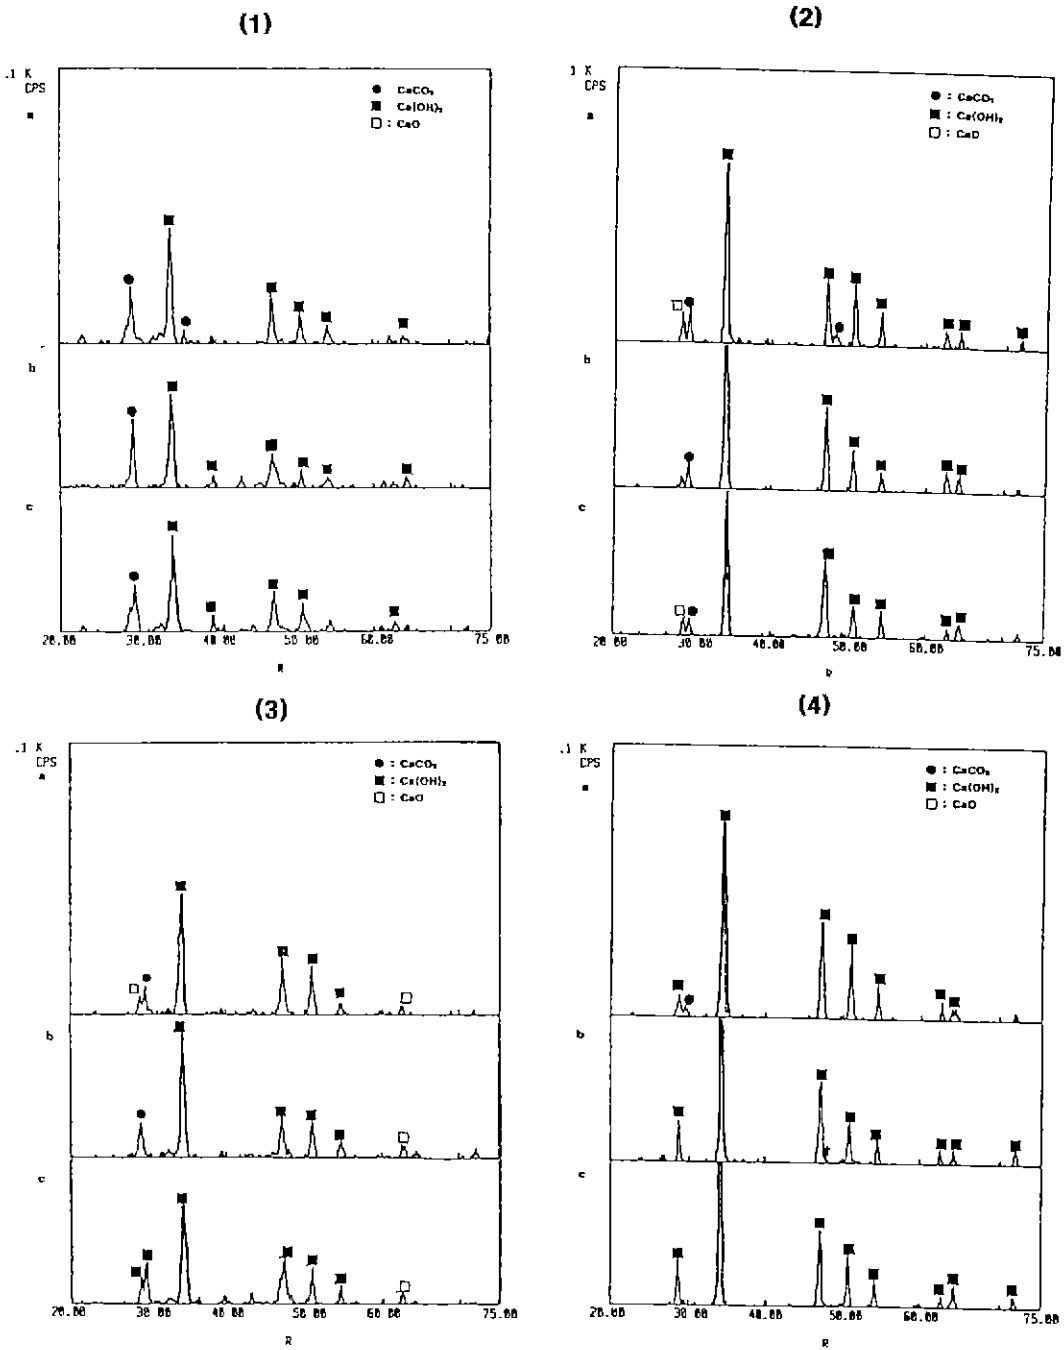 (1)
.1 K
CPS
● CaCO₃
■ Ca(OH)₂
□ : CaO
b
c
20.00 30.00 40.00 50.00 60.00 75.00
(2)
1 K
CPS
a
● : CaCO₃
■ : Ca(OH)₂
□ : CaO
b
c
20.00 30.00 40.00 50.00 60.00 75.00
(3)
.1 K
CPS
● : CaCO₃
■ : Ca(OH)₂
□ : CaO
b
c
20.00 30.00 40.00 50.00 60.00 75.00
R
(4)
.1 K
CPS
● : CaCO₃
■ : Ca(OH)₂
□ : CaO
b
c
20.00 30.00 40.00 50.00 60.00 75.00
R